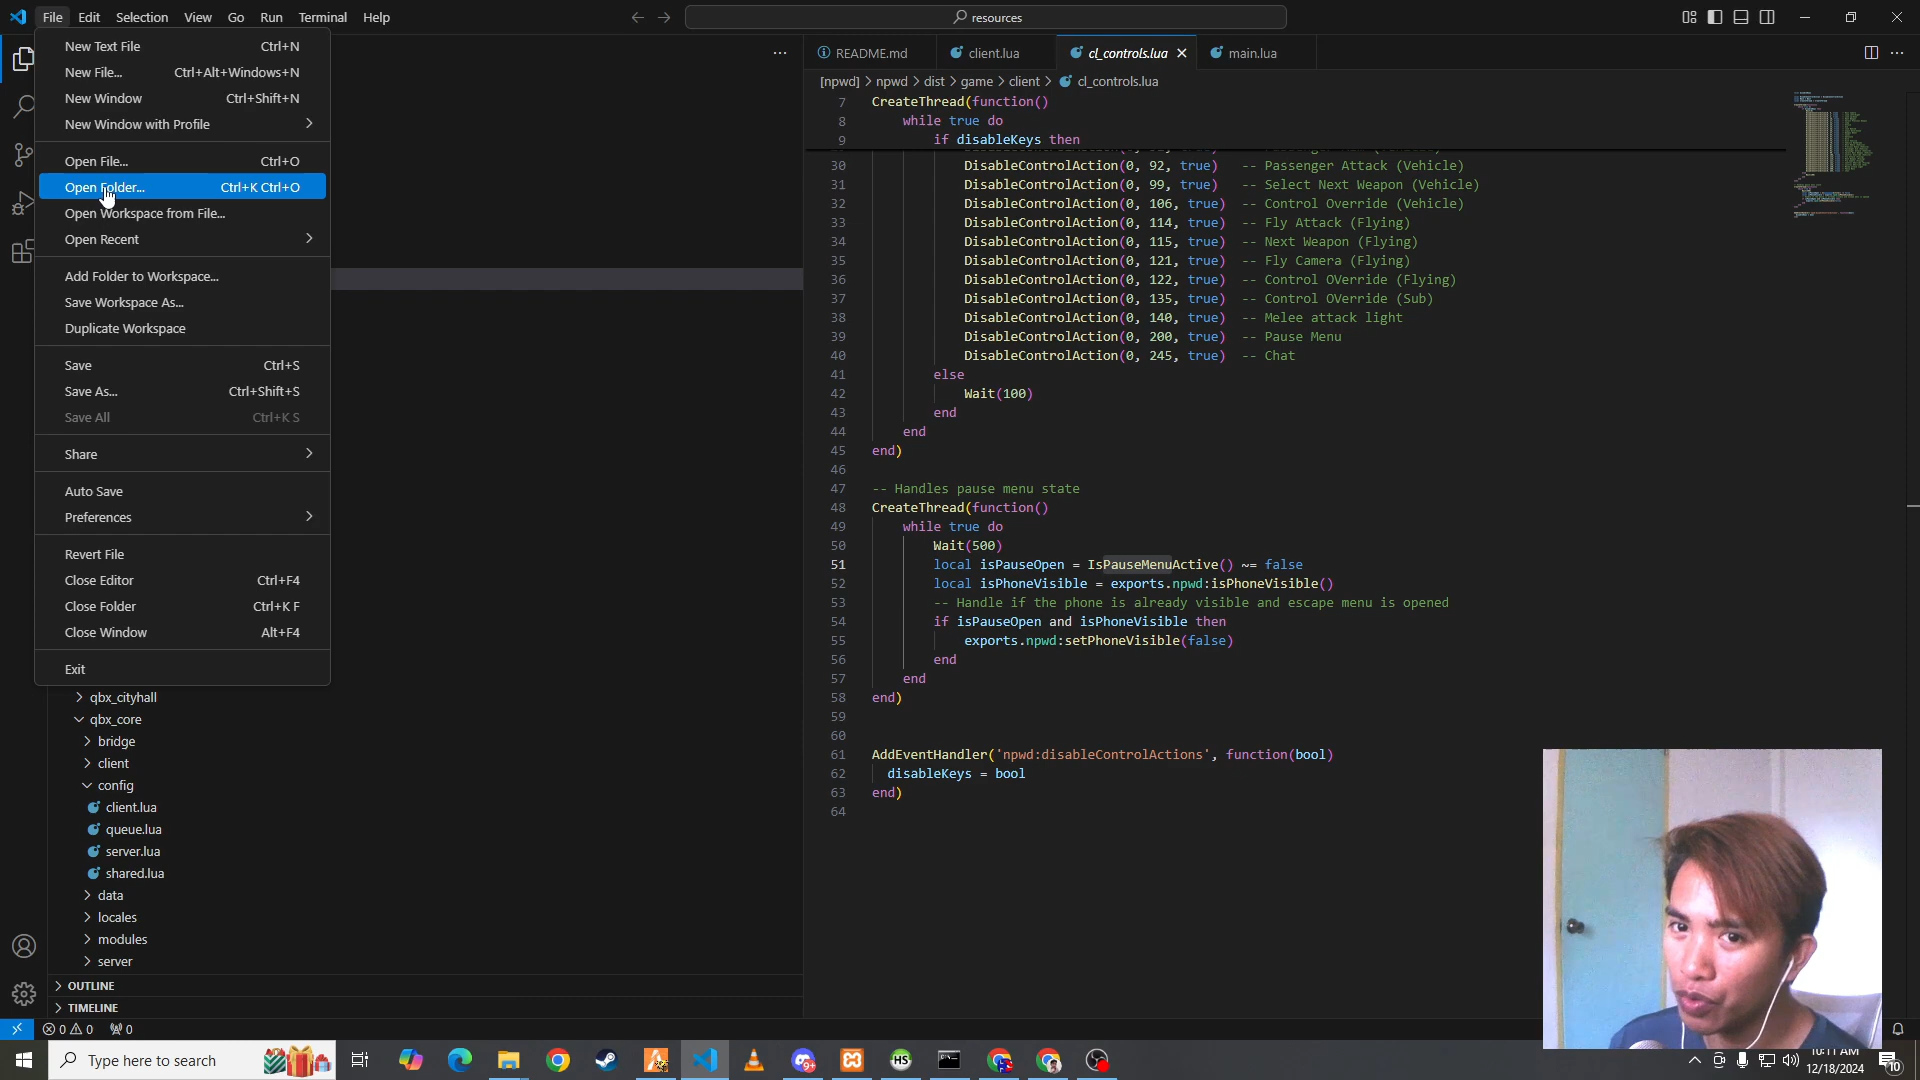 File Edit Selection View Go Run Terminal Help
resources
New Text File Ctrl+N
New File... Ctrl+Alt+Windows+N
New Window Ctrl+Shift+N
New Window with Profile
Open File... Ctrl+O
Open Folder... Ctrl+K Ctrl+O
Open Workspace from File...
Open Recent
Add Folder to Workspace...
Save Workspace As...
Duplicate Workspace
Save Ctrl+S
Save As... Ctrl+Shift+S
Save All Ctrl+K S
Share
Auto Save
Preferences
Revert File
Close Editor Ctrl+F4
Close Folder Ctrl+K F
Close Window Alt+F4
Exit
qbx_cityhall
qbx_core
bridge
client
config
client.lua
queue.lua
server.lua
shared.lua
data
locales
modules
server
OUTLINE
TIMELINE
README.md client.lua cl_controls.lua main.lua
[npwd] > npwd > dist > game > client > cl_controls.lua
7 CreateThread(function()
8 while true do
9 if disableKeys then
30 DisableControlAction(0, 92, true) -- Passenger Attack (Vehicle)
31 DisableControlAction(0, 99, true) -- Select Next Weapon (Vehicle)
32 DisableControlAction(0, 106, true) -- Control Override (Vehicle)
33 DisableControlAction(0, 114, true) -- Fly Attack (Flying)
34 DisableControlAction(0, 115, true) -- Next Weapon (Flying)
35 DisableControlAction(0, 121, true) -- Fly Camera (Flying)
36 DisableControlAction(0, 122, true) -- Control OVerride (Flying)
37 DisableControlAction(0, 135, true) -- Control OVerride (Sub)
38 DisableControlAction(0, 140, true) -- Melee attack light
39 DisableControlAction(0, 200, true) -- Pause Menu
40 DisableControlAction(0, 245, true) -- Chat
41 else
42 Wait(100)
43 end
44 end
45 end)
46
47 -- Handles pause menu state
48 CreateThread(function()
49 while true do
50 Wait(500)
51 local isPauseOpen = IsPauseMenuActive() ~= false
52 local isPhoneVisible = exports.npwd:isPhoneVisible()
53 -- Handle if the phone is already visible and escape menu is opened
54 if isPauseOpen and isPhoneVisible then
55 exports.npwd:setPhoneVisible(false)
56 end
57 end
58 end)
59
60
61 AddEventHandler('npwd:disableControlActions', function(bool)
62 disableKeys = bool
63 end)
64
0 0 0
Type here to search
10:11 AM
12/18/2024
10